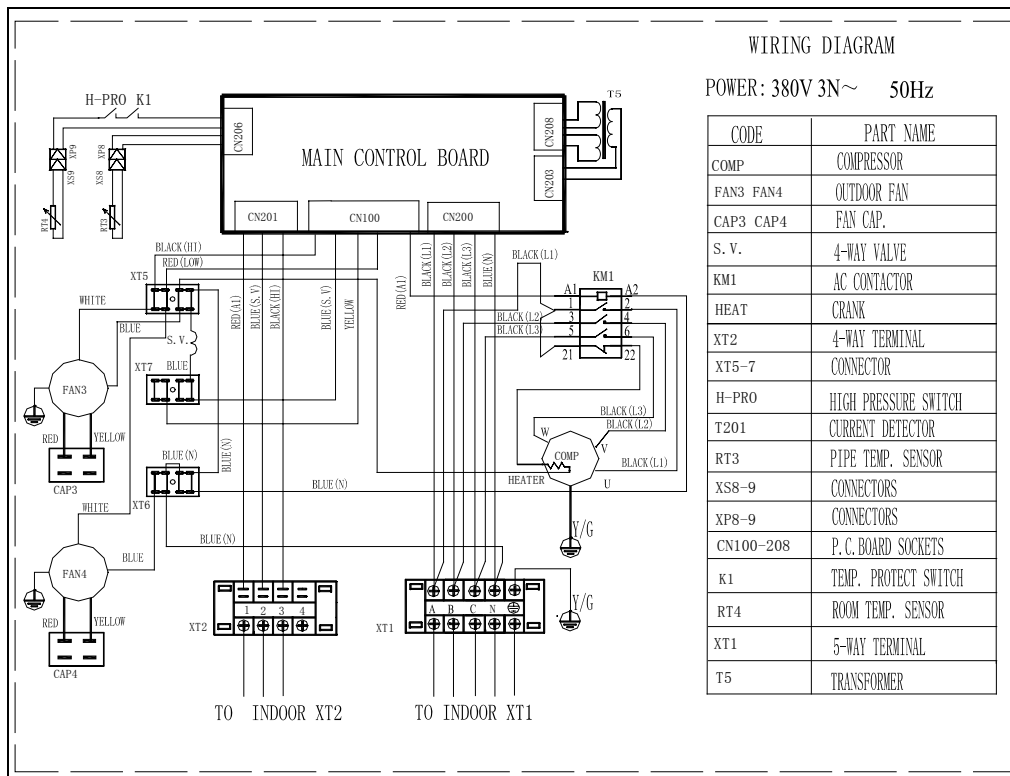 WIRING DIAGRAM
POWER: 380V 3N~ 50Hz
CODE PART NAME
COMP COMPRESSOR
FAN3 FAN4 OUTDOOR FAN
CAP3 CAP4 FAN CAP.
S.V. 4-WAY VALVE
KM1 AC CONTACTOR
HEAT CRANK
XT2 4-WAY TERMINAL
XT5-7 CONNECTOR
H-PRO HIGH PRESSURE SWITCH
T201 CURRENT DETECTOR
RT3 PIPE TEMP. SENSOR
XS8-9 CONNECTORS
XP8-9 CONNECTORS
CN100-208 P.C.BOARD SOCKETS
K1 TEMP. PROTECT SWITCH
RT4 ROOM TEMP. SENSOR
XT1 5-WAY TERMINAL
T5 TRANSFORMER
H-PRO K1
T5
CN206
MAIN CONTROL BOARD
CN208
CN203
CN201
CN100
CN200
XP9
XS9
XP8
XS8
RT4
RT3
BLACK(HI)
RED(LOW)
XT5
WHITE
BLUE
S.V.
BLUE
XT7
FAN3
RED
YELLOW
CAP3
BLUE(N)
XT6
WHITE
BLUE
FAN4
RED
YELLOW
CAP4
RED(A1)
BLUE(S.V)
BLACK(HI)
BLUE(S.V)
YELLOW
BLUE(N)
RED(A1)
BLACK(L1)
BLACK(L2)
BLACK(L3)
BLUE(N)
BLACK(L1)
KM1
A1 A2
1 2
BLACK(L2)
3 4
BLACK(L3)
5 6
21 22
BLACK(L3)
BLACK(L2)
W
V
COMP
BLACK(L1)
HEATER
U
BLUE(N)
Y/G
BLUE(N)
XT2
1 2 3 4
XT1
A B C N
Y/G
TO INDOOR XT2
TO INDOOR XT1